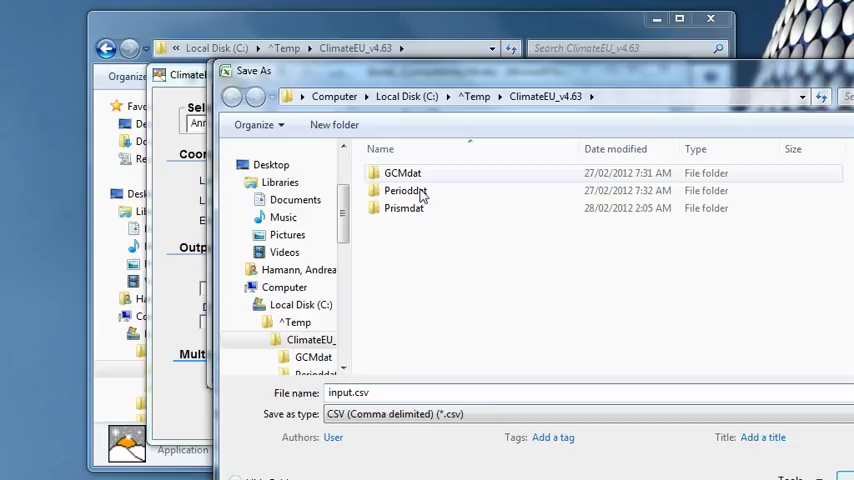 Local Disk (C:) ^Temp ClimateEU_v4.63 Search ClimateEU_v4.63
Save As
Organize
Computer Local Disk (C:) ^Temp ClimateEU_v4.63
Organize New folder
Name Date modified Type Size
Desktop
Libraries
Documents
Music
Pictures
Videos
Hamann, Andrea
Computer
Local Disk (C:)
^Temp
ClimateEU_
GCMdat
GCMdat 27/02/2012 7:31 AM File folder
Perioddat 27/02/2012 7:32 AM File folder
Prismdat 28/02/2012 2:05 AM File folder
File name: input.csv
Save as type: CSV (Comma delimited) (*.csv)
Authors: User Tags: Add a tag Title: Add a title
Application